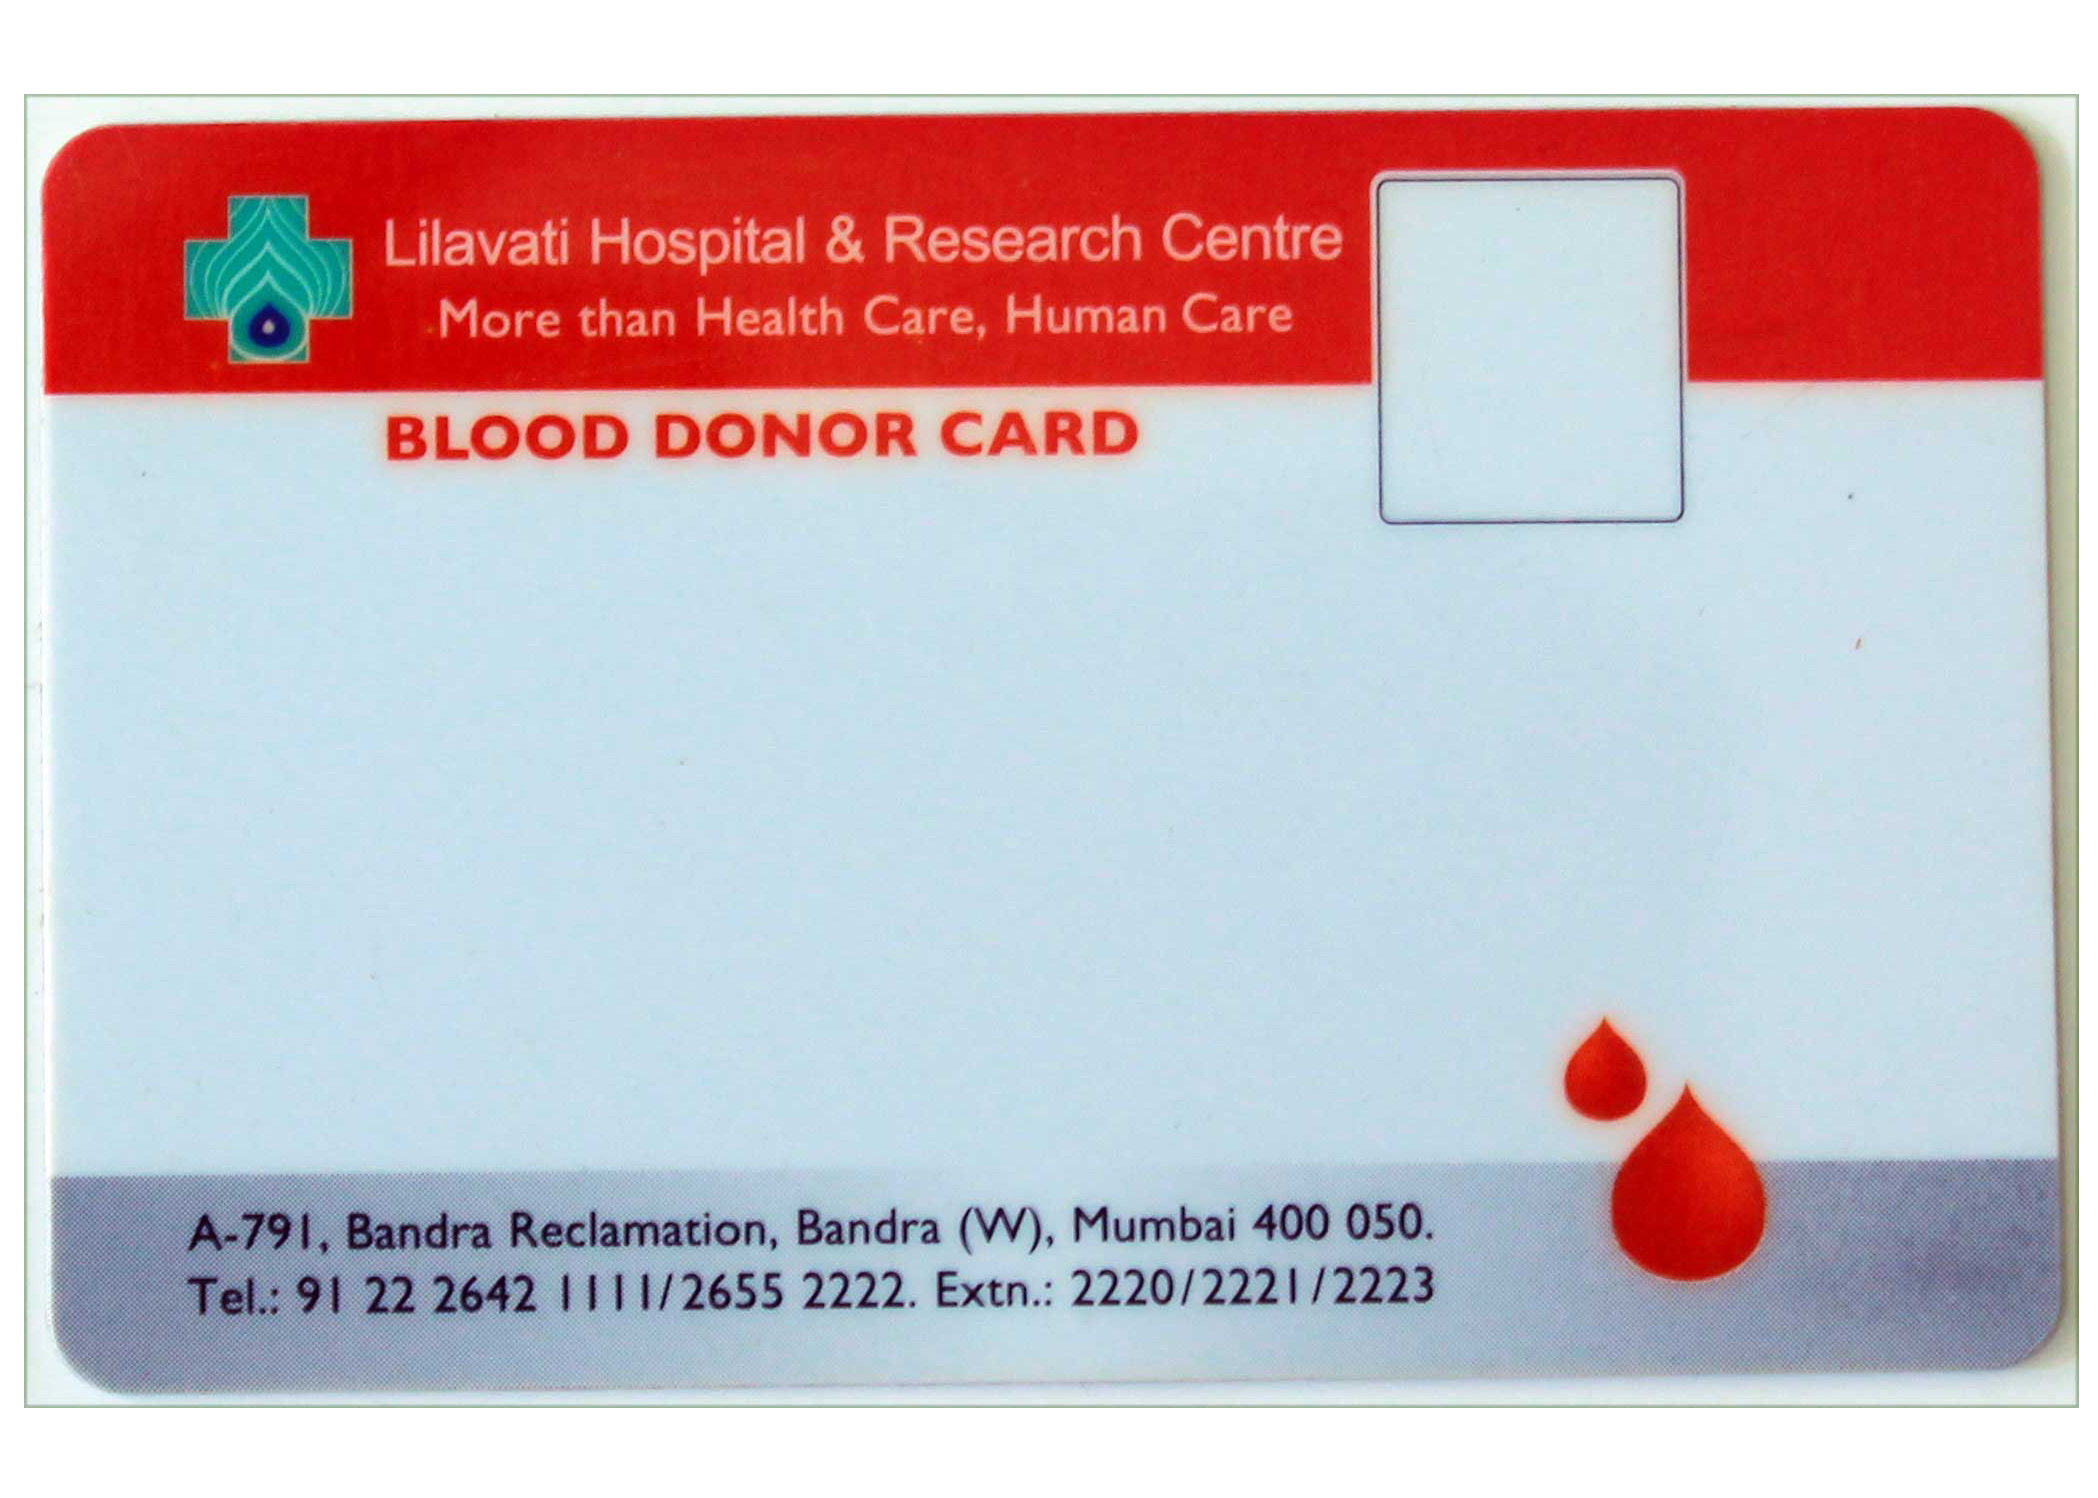 Lilavati Hospital & Research Centre
More than Health Care, Human Care
BLOOD DONOR CARD
A-791, Bandra Reclamation, Bandra (W), Mumbai 400 050.
Tel.: 91 22 2642 1111/2655 2222. Extn.: 2220/2221/2223